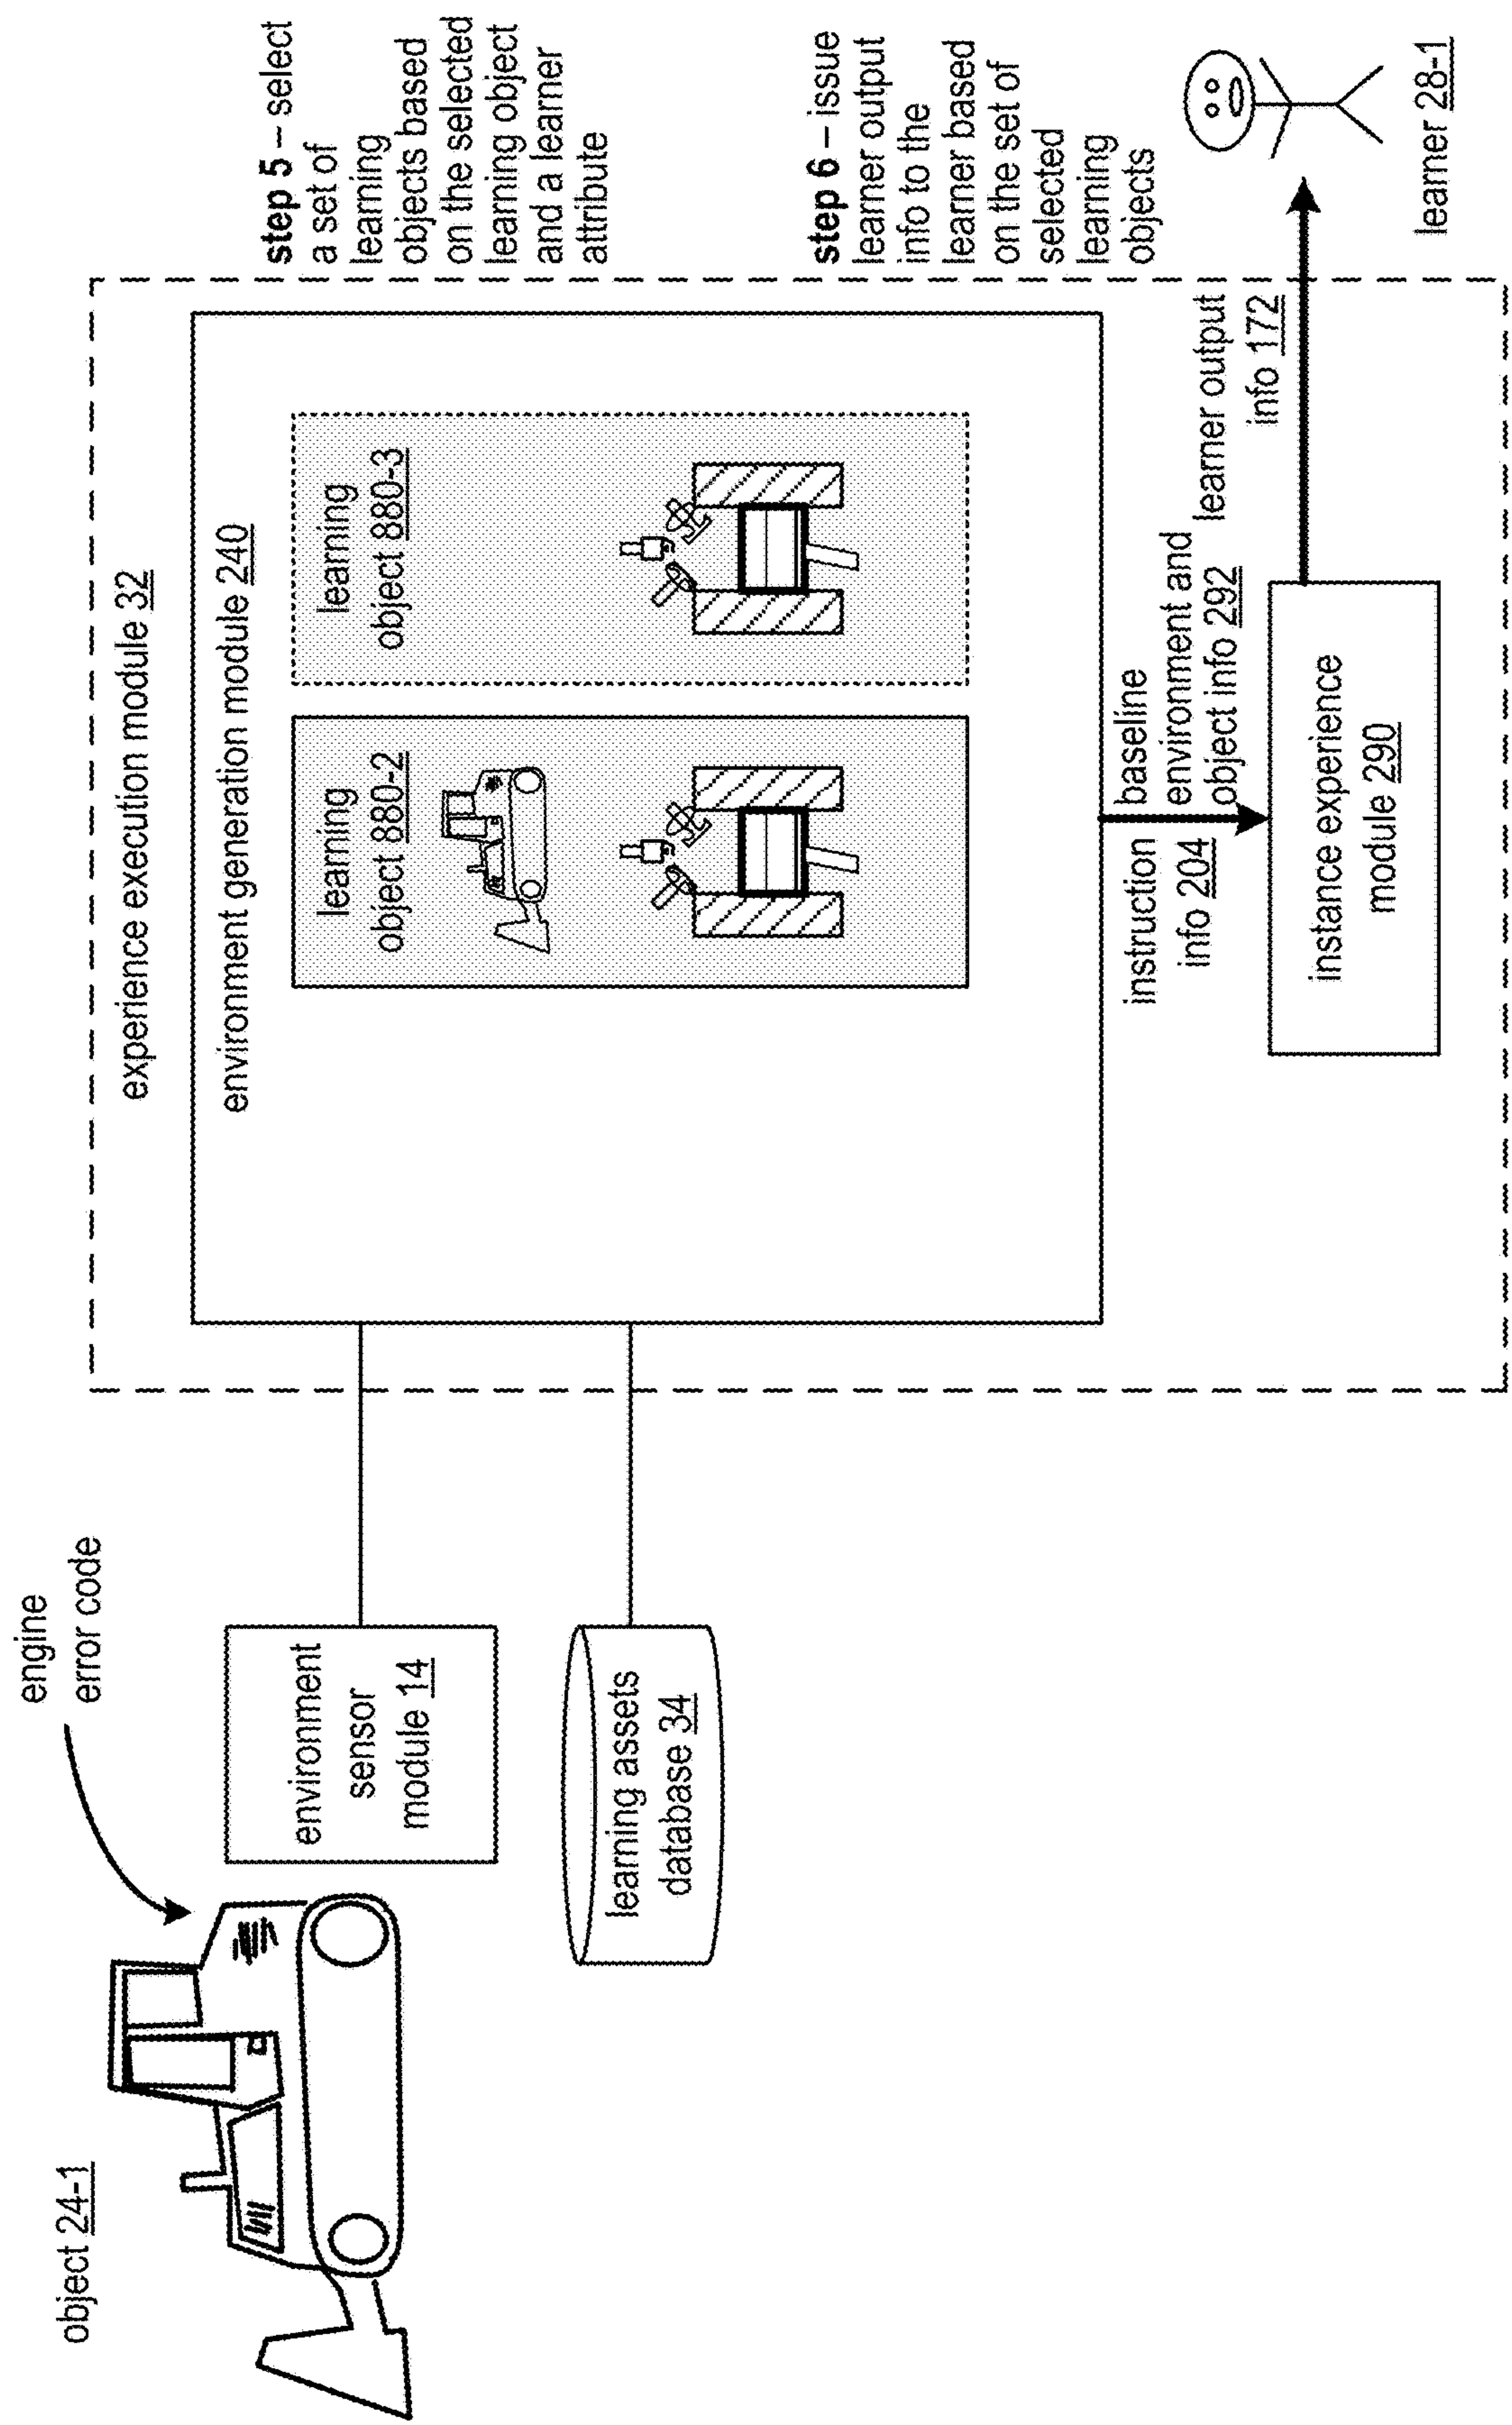 object 24-1
engine
error code
environment
sensor
module 14
learning assets
database 34
experience execution module 32
environment generation module 240
learning
object 880-2
learning
object 880-3
instruction
info 204
baseline
environment and
object info 292
instance experience
module 290
learner output
info 172
step 5 – select
a set of
learning
objects based
on the selected
learning object
and a learner
attribute
step 6 – issue
learner output
info to the
learner based
on the set of
selected
learning
objects
learner 28-1